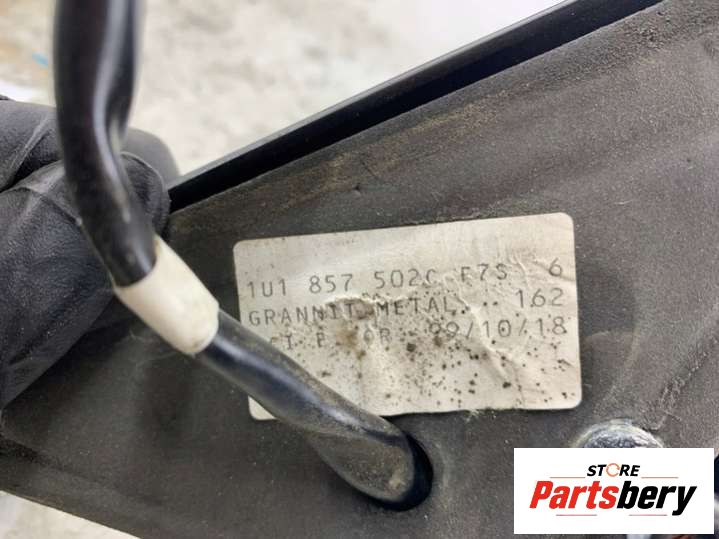 1U1 857 502C F7S 6
GRANNIT METAL. 162
99/10/18
STORE
Partsbery